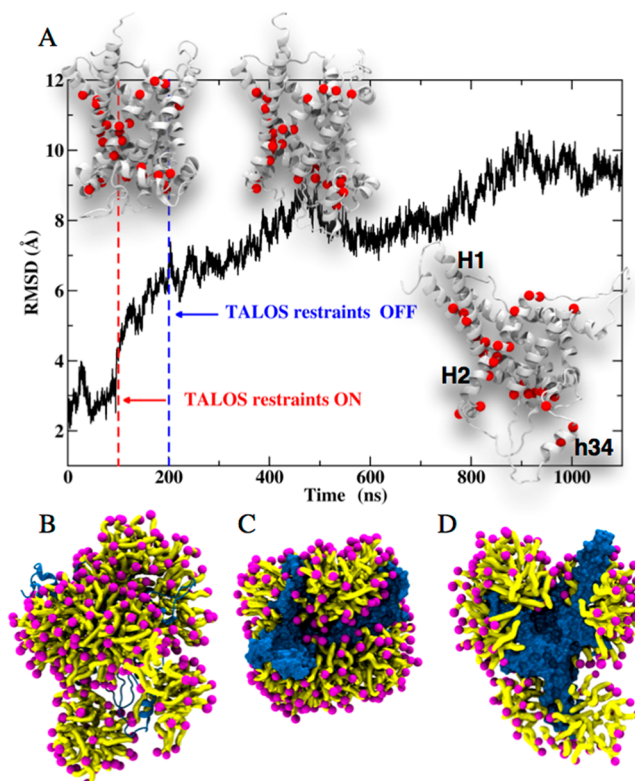 A
12
10
8
6
4
2
RMSD (Å)
H1
TALOS restraints OFF
H2
TALOS restraints ON
h34
0
200
400
600
800
1000
Time (ns)
B
C
D